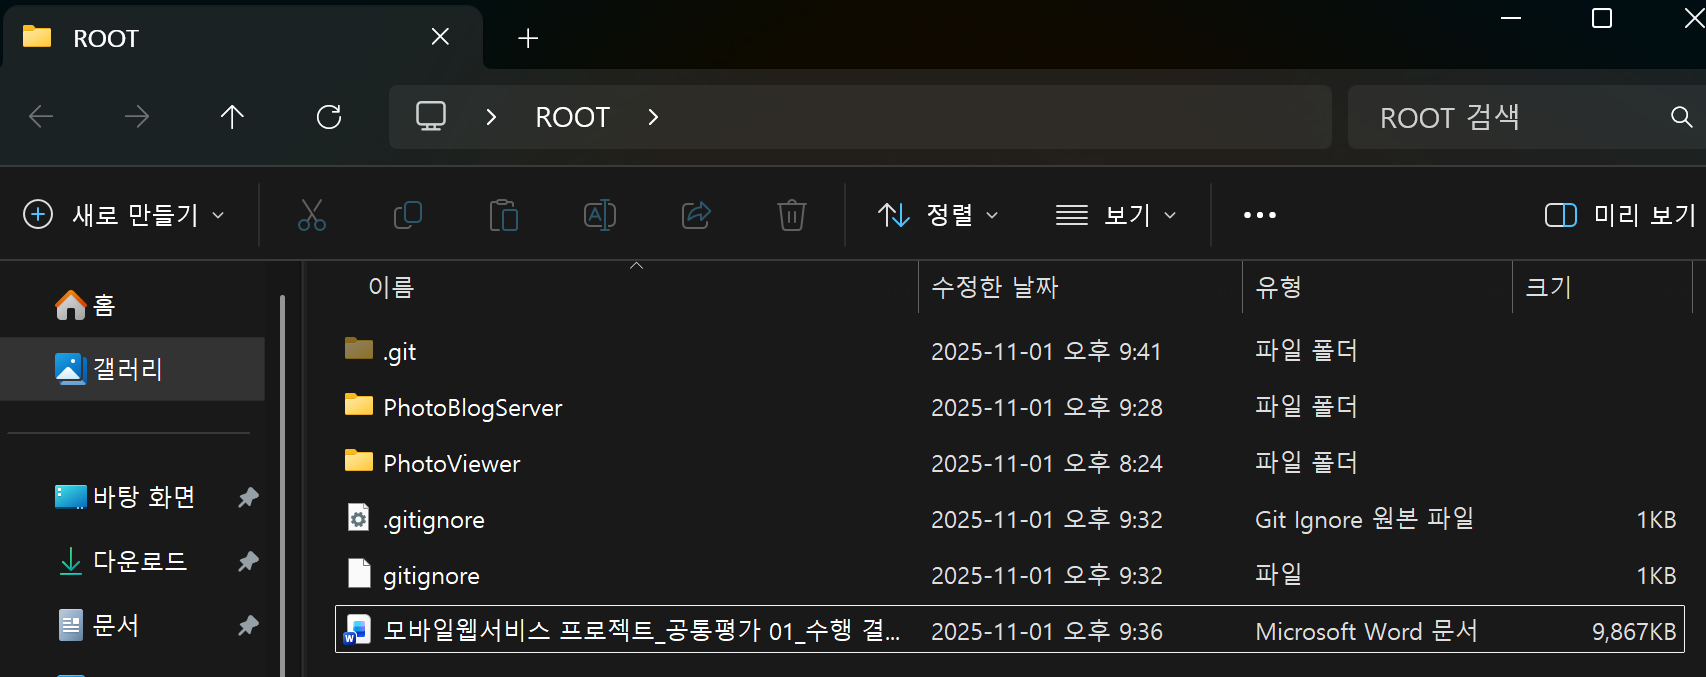 ROOT
ROOT
ROOT 검색
새로 만들기
정렬
보기
미리 보기
홈
갤러리
바탕 화면
다운로드
문서
이름 수정한 날짜 유형 크기
.git 2025-11-01 오후 9:41 파일 폴더
PhotoBlogServer 2025-11-01 오후 9:28 파일 폴더
PhotoViewer 2025-11-01 오후 8:24 파일 폴더
.gitignore 2025-11-01 오후 9:32 Git Ignore 원본 파일 1KB
gitignore 2025-11-01 오후 9:32 파일 1KB
모바일웹서비스 프로젝트_공통평가 01_수행 결... 2025-11-01 오후 9:36 Microsoft Word 문서 9,867KB